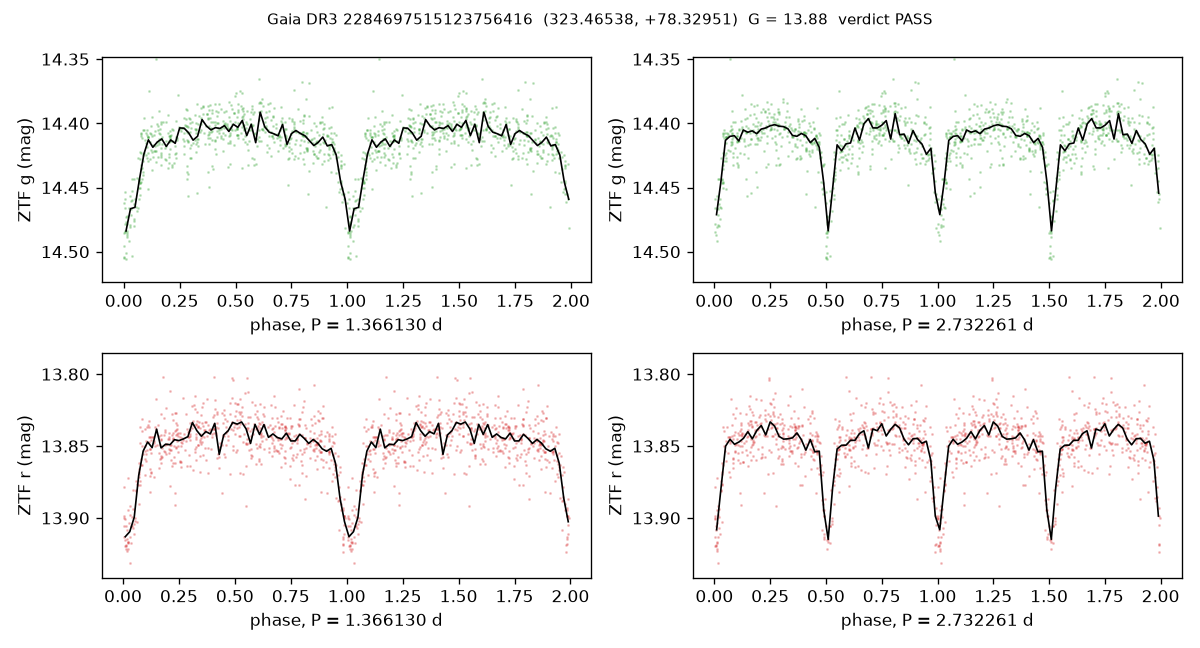 Gaia DR3 2284697515123756416 (323.46538, +78.32951) G = 13.88 verdict PASS
14.35
14.40
14.45
14.50
ZTF g (mag)
0.00 0.25 0.50 0.75 1.00 1.25 1.50 1.75 2.00
phase, P = 1.366130 d
14.35
14.40
14.45
14.50
ZTF g (mag)
0.00 0.25 0.50 0.75 1.00 1.25 1.50 1.75 2.00
phase, P = 2.732261 d
13.80
13.85
13.90
ZTF r (mag)
0.00 0.25 0.50 0.75 1.00 1.25 1.50 1.75 2.00
phase, P = 1.366130 d
13.80
13.85
13.90
ZTF r (mag)
0.00 0.25 0.50 0.75 1.00 1.25 1.50 1.75 2.00
phase, P = 2.732261 d